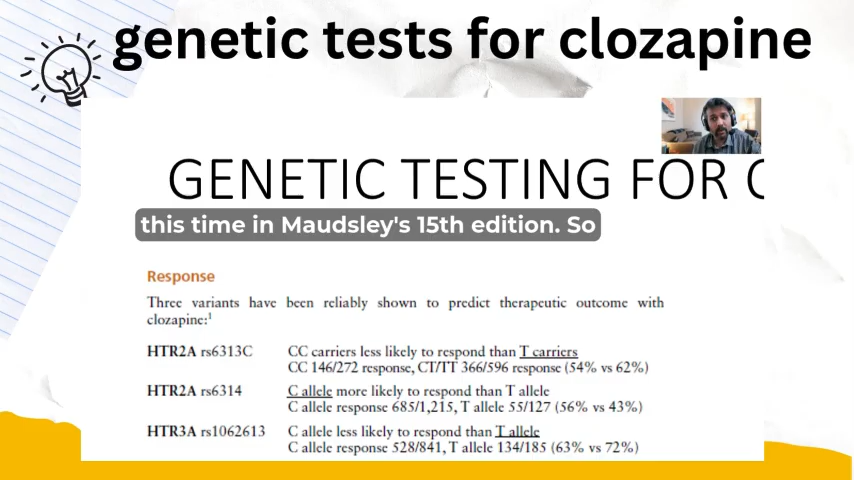 genetic tests for clozapine
GENETIC TESTING FOR C
this time in Maudsley's 15th edition. So
Response
Three variants have been reliably shown to predict therapeutic outcome with
clozapine:¹
HTR2A rs6313C CC carriers less likely to respond than T carriers
CC 146/272 response, CT/TT 366/596 response (54% vs 62%)
HTR2A rs6314 C allele more likely to respond than T allele
C allele response 685/1,215, T allele 55/127 (56% vs 43%)
HTR3A rs1062613 C allele less likely to respond than T allele
C allele response 528/841, T allele 134/185 (63% vs 72%)